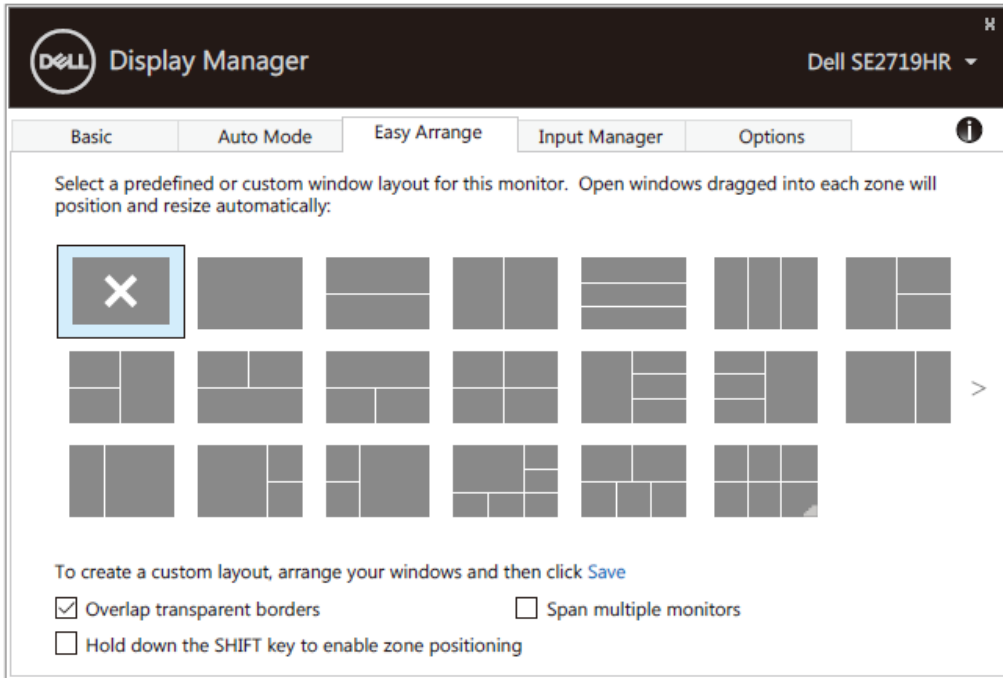 DELL
Display Manager
Dell SE2719HR
Basic
Auto Mode
Easy Arrange
Input Manager
Options
Select a predefined or custom window layout for this monitor. Open windows dragged into each zone will
position and resize automatically:
To create a custom layout, arrange your windows and then click Save
Overlap transparent borders
Span multiple monitors
Hold down the SHIFT key to enable zone positioning